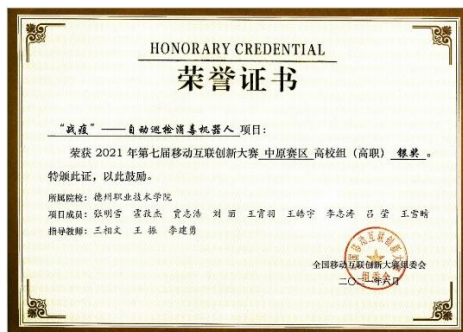 HONORARY CREDENTIAL
荣誉证书
“战疫”——自动巡检消毒机器人 项目：
荣获 2021 年第七届移动互联创新大赛 中原赛区 高校组（高职） 银奖 。
特颁此证，以此鼓励。
所属院校：德州职业技术学院
项目成员：张明雪 霍孜杰 贾志浩 刘丽 王霄羽 王皓宇 李志涛 吕莹 王雪晴
指导教师：王相文 王振 李建勇
全国移动互联创新大赛组委会
二〇二一年六月